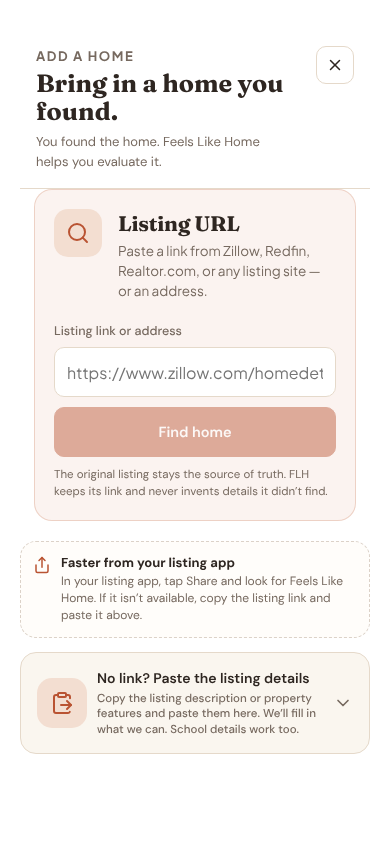 ADD A HOME
Bring in a home you
found.
You found the home. Feels Like Home
helps you evaluate it.
Listing URL
Paste a link from Zillow, Redfin,
Realtor.com, or any listing site —
or an address.
Listing link or address
https://www.zillow.com/homedet
Find home
The original listing stays the source of truth. FLH
keeps its link and never invents details it didn’t find.
Faster from your listing app
In your listing app, tap Share and look for Feels Like
Home. If it isn’t available, copy the listing link and
paste it above.
No link? Paste the listing details
Copy the listing description or property
features and paste them here. We’ll fill in
what we can. School details work too.